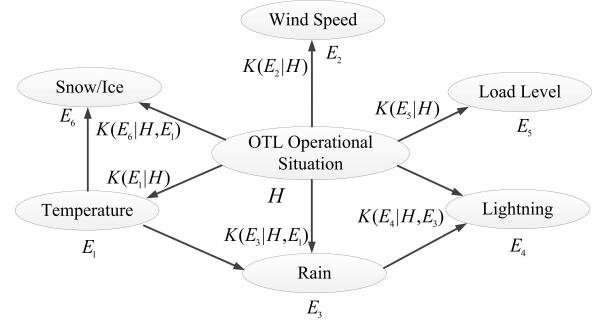 Wind Speed
E₂
K(E₂|H)
Snow/Ice
E₆
K(E₆|H,E₁)
Load Level
K(E₅|H)
E₅
OTL Operational
Situation
H
K(E₁|H)
Temperature
E₁
K(E₃|H,E₁)
K(E₄|H,E₃)
Lightning
E₄
Rain
E₃